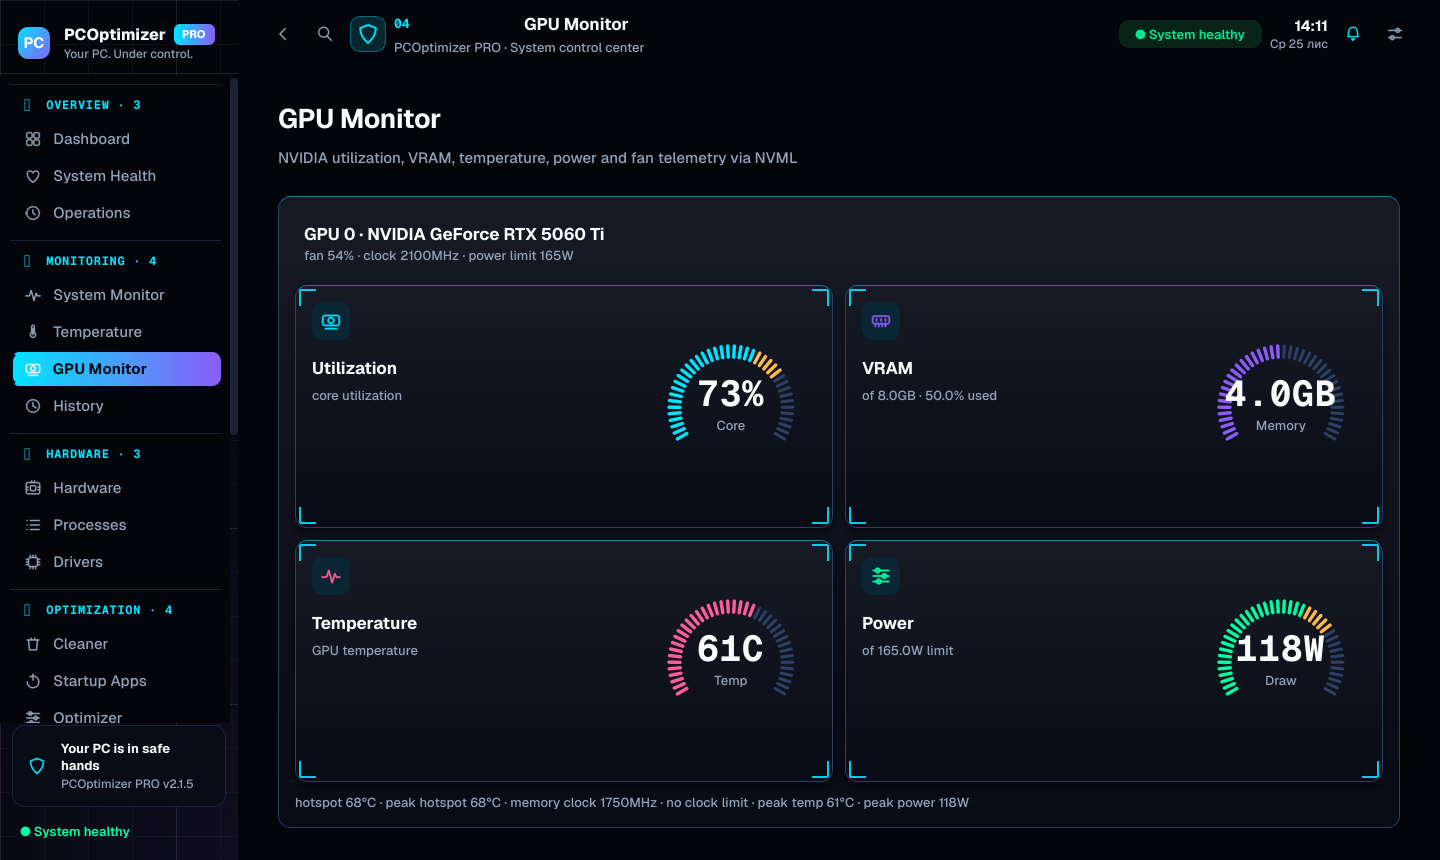 PC
PCOptimizer PRO
Your PC. Under control.
OVERVIEW · 3
Dashboard
System Health
Operations
MONITORING · 4
System Monitor
Temperature
GPU Monitor
History
HARDWARE · 3
Hardware
Processes
Drivers
OPTIMIZATION · 4
Cleaner
Startup Apps
Optimizer
Your PC is in safe
hands
PCOptimizer PRO v2.1.5
System healthy
04
GPU Monitor
PCOptimizer PRO · System control center
System healthy
14:11
Ср 25 лис
GPU Monitor
NVIDIA utilization, VRAM, temperature, power and fan telemetry via NVML
GPU 0 · NVIDIA GeForce RTX 5060 Ti
fan 54% · clock 2100MHz · power limit 165W
Utilization
core utilization
73%
Core
VRAM
of 8.0GB · 50.0% used
4.0GB
Memory
Temperature
GPU temperature
61C
Temp
Power
of 165.0W limit
118W
Draw
hotspot 68°C · peak hotspot 68°C · memory clock 1750MHz · no clock limit · peak temp 61°C · peak power 118W